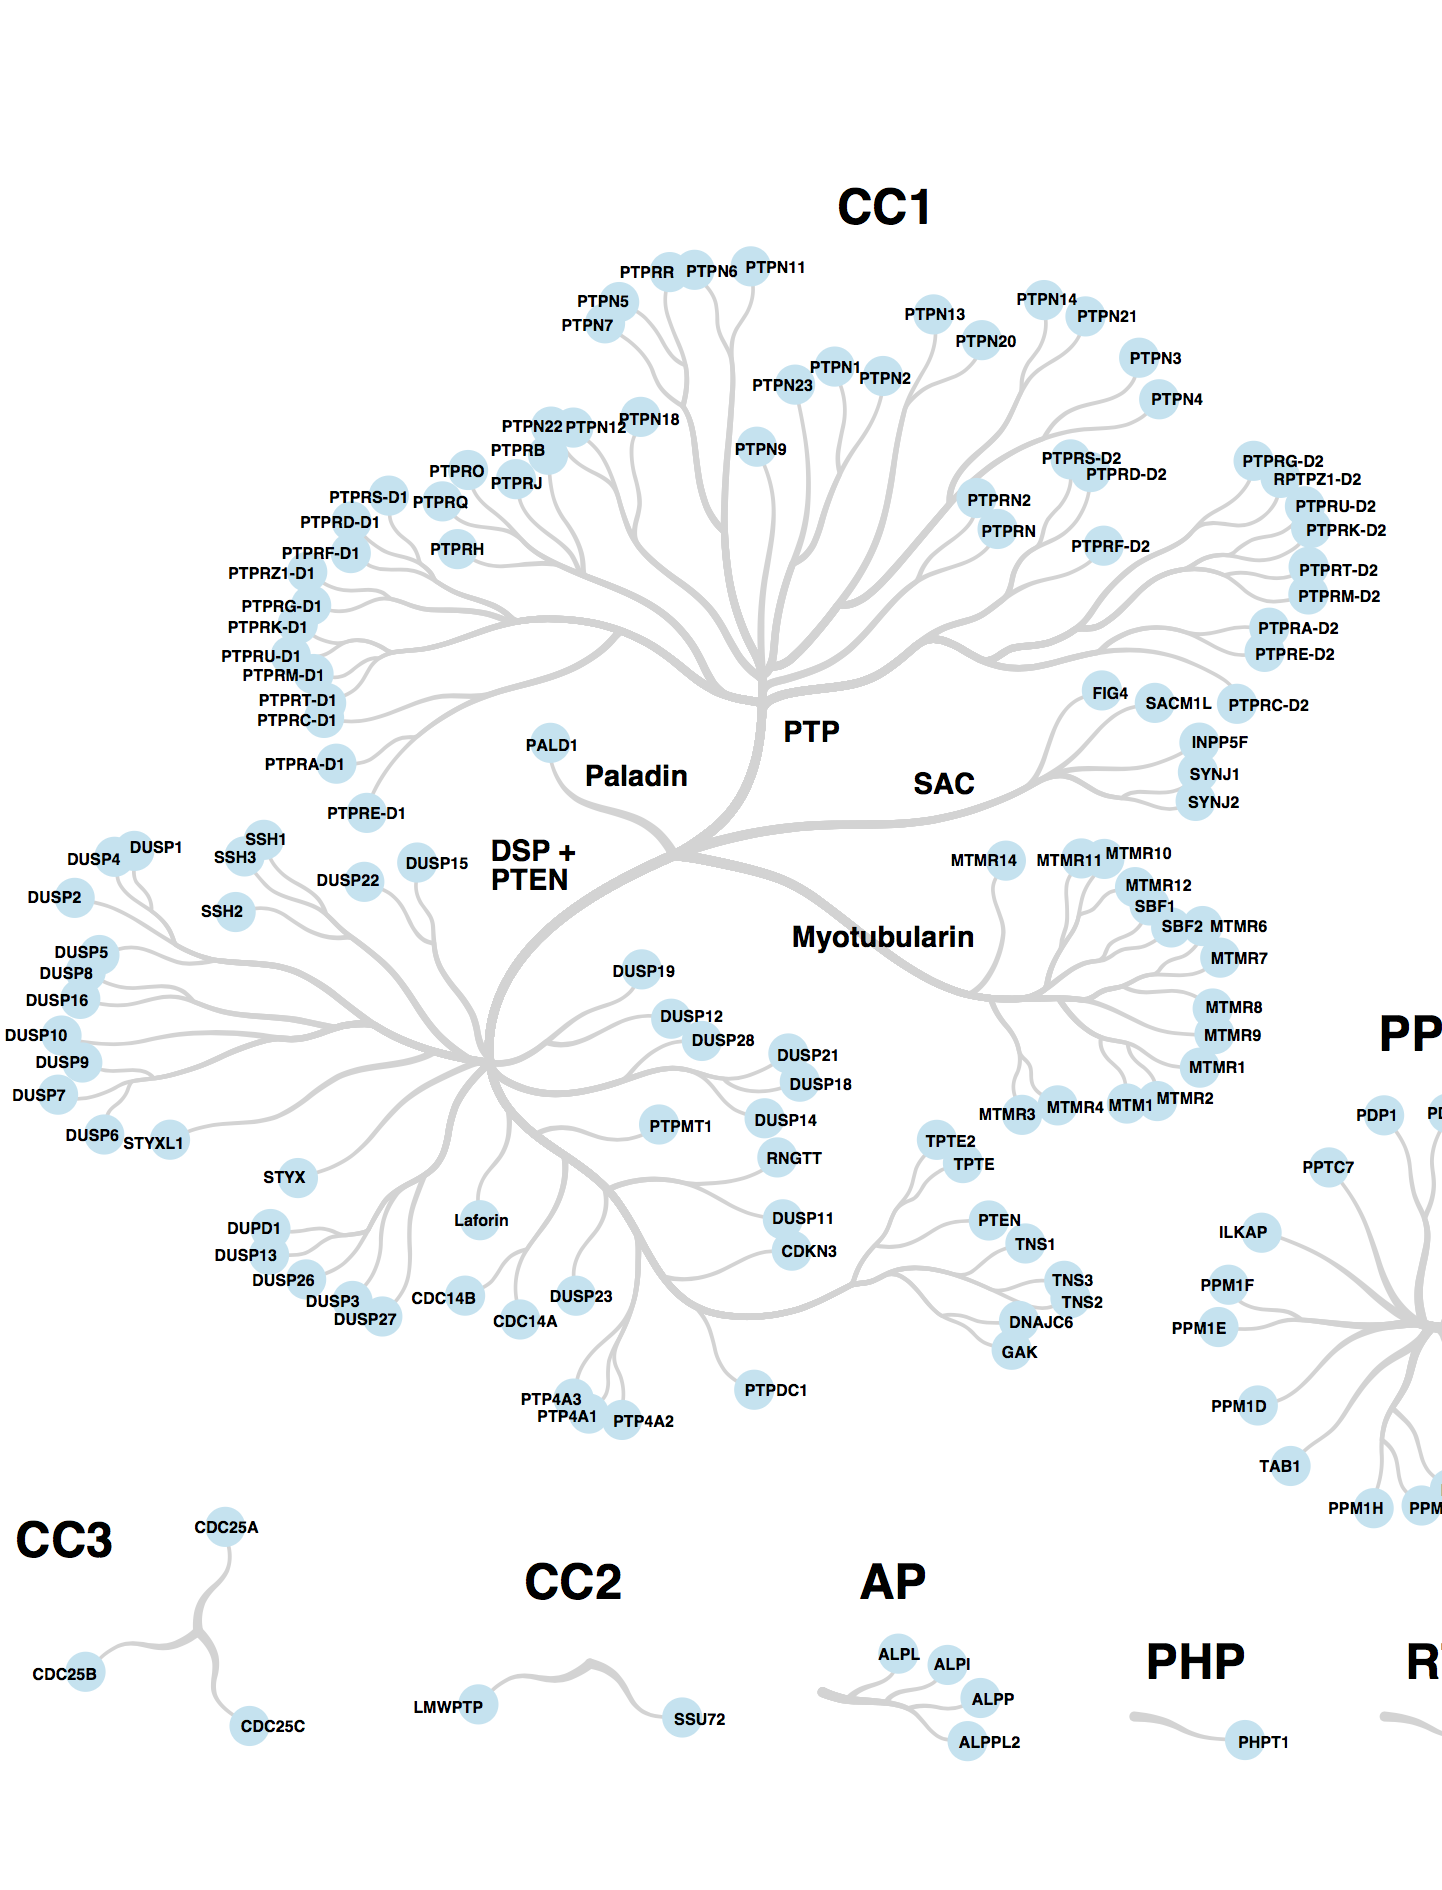 CC1
PTPRR
PTPN6
PTPN11
PTPN5
PTPN7
PTPN13
PTPN14
PTPN21
PTPN20
PTPN3
PTPN23
PTPN1
PTPN2
PTPN4
PTPN22
PTPN12
PTPN18
PTPRB
PTPN9
PTPRO
PTPRJ
PTPRS-D2
PTPRD-D2
PTPRG-D2
RPTPZ1-D2
PTPRS-D1
PTPRQ
PTPRN2
PTPRU-D2
PTPRD-D1
PTPRN
PTPRK-D2
PTPRF-D1
PTPRH
PTPRF-D2
PTPRZ1-D1
PTPRT-D2
PTPRG-D1
PTPRM-D2
PTPRK-D1
PTPRA-D2
PTPRU-D1
PTPRE-D2
PTPRM-D1
PTPRT-D1
FIG4
SACM1L
PTPRC-D2
PTPRC-D1
PTP
PALD1
INPP5F
PTPRA-D1
Paladin
SAC
SYNJ1
SYNJ2
PTPRE-D1
SSH1
DUSP1
DUSP4
SSH3
DSP +
PTEN
DUSP15
DUSP22
MTMR14
MTMR11
MTMR10
MTMR12
DUSP2
SSH2
SBF1
SBF2
MTMR6
Myotubularin
DUSP5
DUSP8
DUSP19
MTMR7
DUSP16
DUSP12
MTMR8
DUSP10
DUSP28
MTMR9
DUSP9
DUSP21
MTMR1
DUSP7
DUSP18
MTMR3
MTMR4
MTM1
MTMR2
DUSP6
STYXL1
PTPMT1
DUSP14
TPTE2
TPTE
RNGTT
STYX
Laforin
DUSP11
PTEN
DUPD1
TNS1
DUSP13
CDKN3
DUSP26
TNS3
DUSP3
CDC14B
DUSP23
TNS2
DUSP27
CDC14A
DNAJC6
GAK
PTP4A3
PTP4A1
PTP4A2
PTPDC1
PP
PDP1
PD
PPTC7
ILKAP
PPM1F
PPM1E
PPM1D
TAB1
PPM1H
PPM
CC3
CDC25A
CDC25B
CDC25C
CC2
LMWPTP
SSU72
AP
ALPL
ALPI
ALPP
ALPPL2
PHP
PHPT1
R